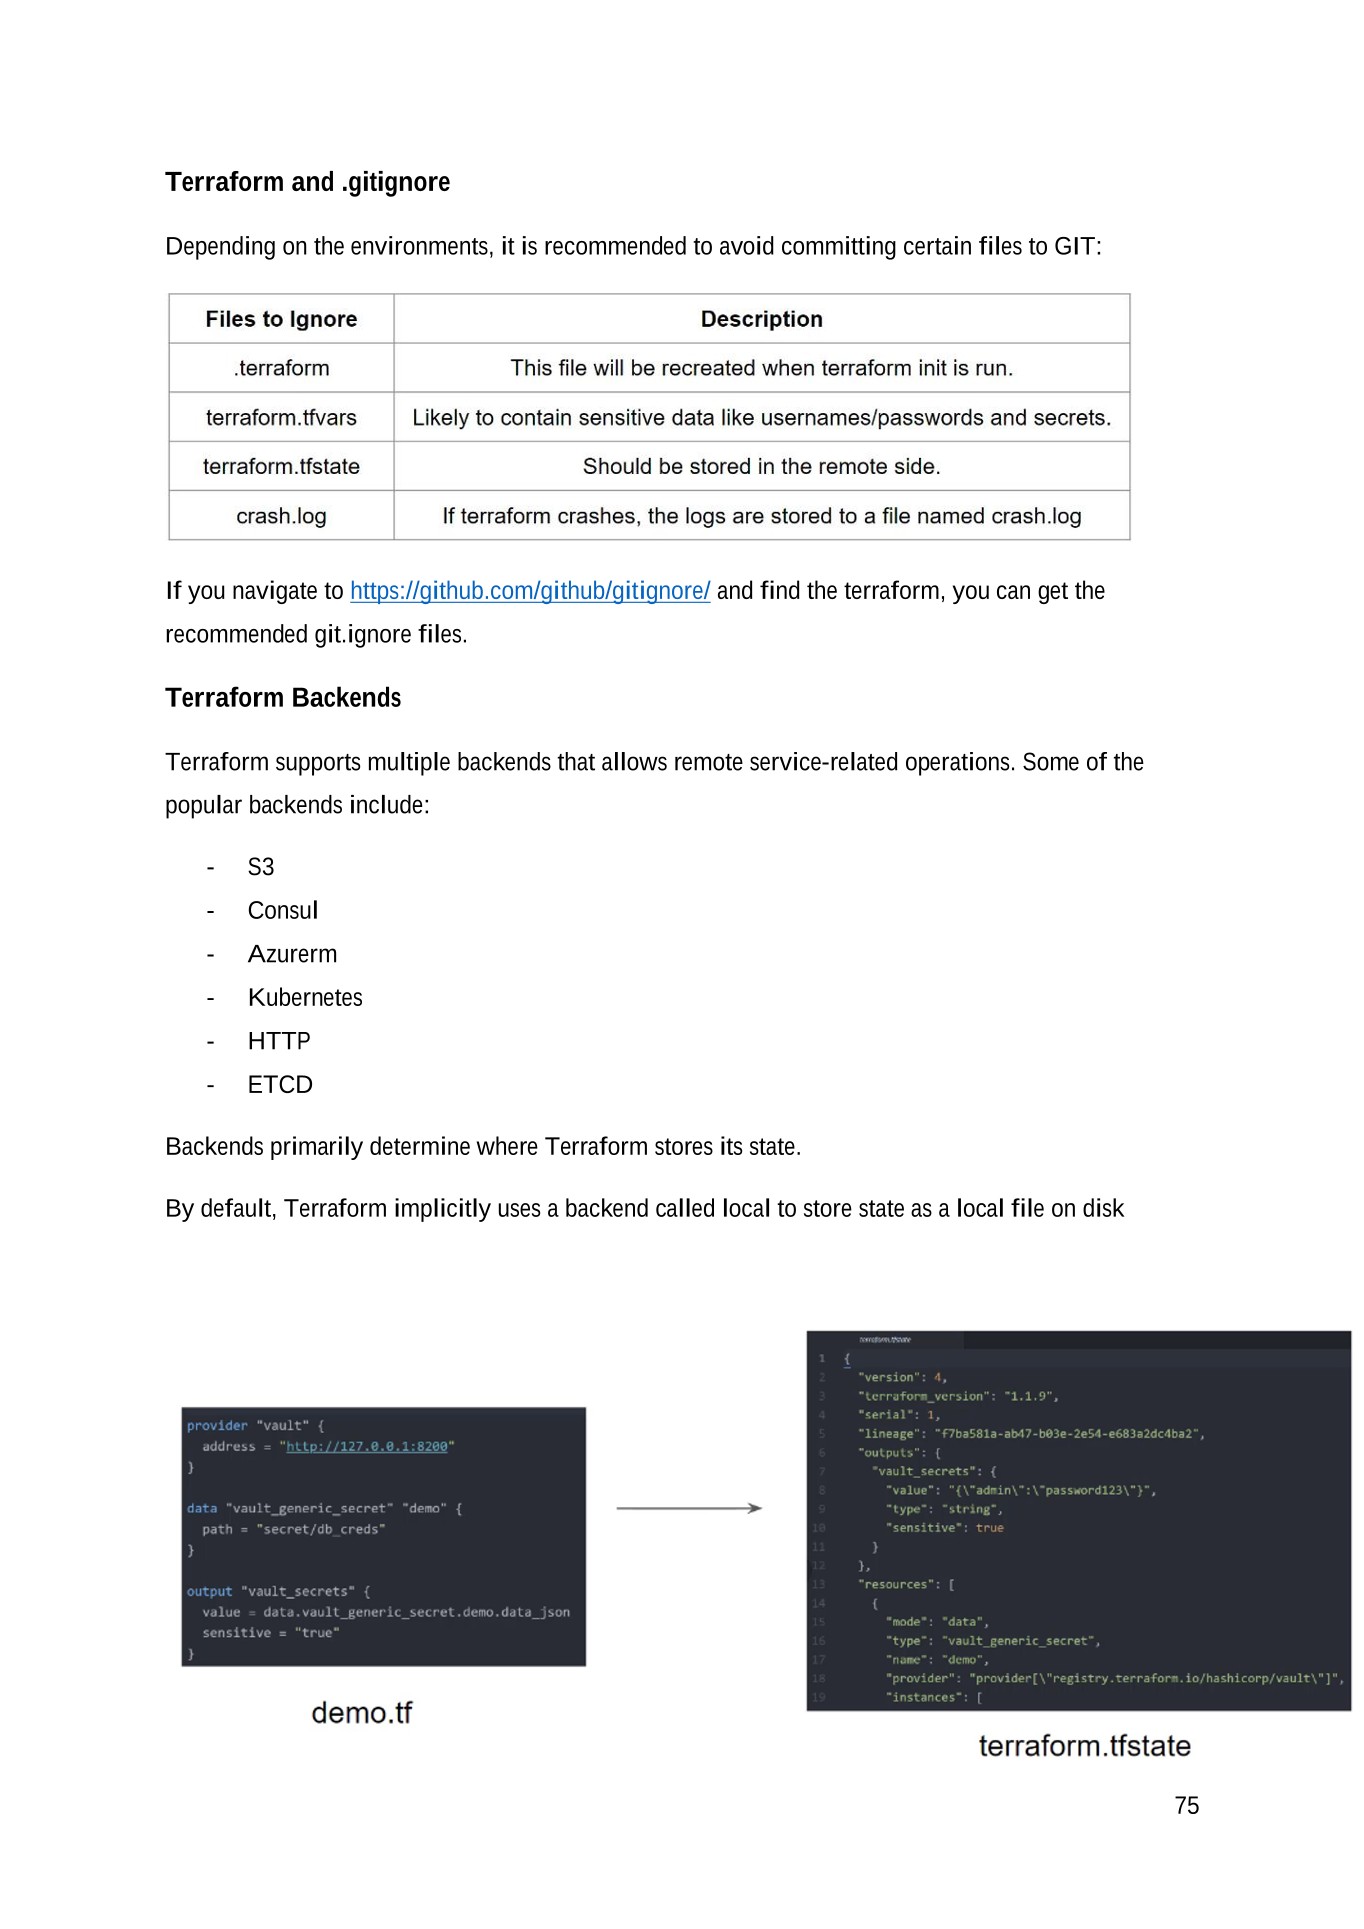 Terraform and .gitignore
Depending on the environments, it is recommended to avoid committing certain files to GIT:
Files to Ignore Description
.terraform This file will be recreated when terraform init is run.
terraform.tfvars Likely to contain sensitive data like usernames/passwords and secrets.
terraform.tfstate Should be stored in the remote side.
crash.log If terraform crashes, the logs are stored to a file named crash.log
If you navigate to https://github.com/github/gitignore/ and find the terraform, you can get the
recommended git.ignore files.
Terraform Backends
Terraform supports multiple backends that allows remote service-related operations. Some of the
popular backends include:
- S3
- Consul
- Azurerm
- Kubernetes
- HTTP
- ETCD
Backends primarily determine where Terraform stores its state.
By default, Terraform implicitly uses a backend called local to store state as a local file on disk
provider "vault" {
address = "http://127.0.0.1:8200"
}
data "vault_generic_secret" "demo" {
path = "secret/db_creds"
}
output "vault_secrets" {
value = data.vault_generic_secret.demo.data_json
sensitive = "true"
}
demo.tf
terraform.tfstate
1 {
2 "version": 4,
3 "terraform_version": "1.1.9",
4 "serial": 1,
5 "lineage": "f7ba581a-ab47-b03e-2e54-e683a2dc4ba2",
6 "outputs": {
7 "vault_secrets": {
8 "value": "{\"admin\":\"password123\"}",
9 "type": "string",
10 "sensitive": true
11 }
12 },
13 "resources": [
14 {
15 "mode": "data",
16 "type": "vault_generic_secret",
17 "name": "demo",
18 "provider": "provider[\"registry.terraform.io/hashicorp/vault\"]",
19 "instances": [
terraform.tfstate
75